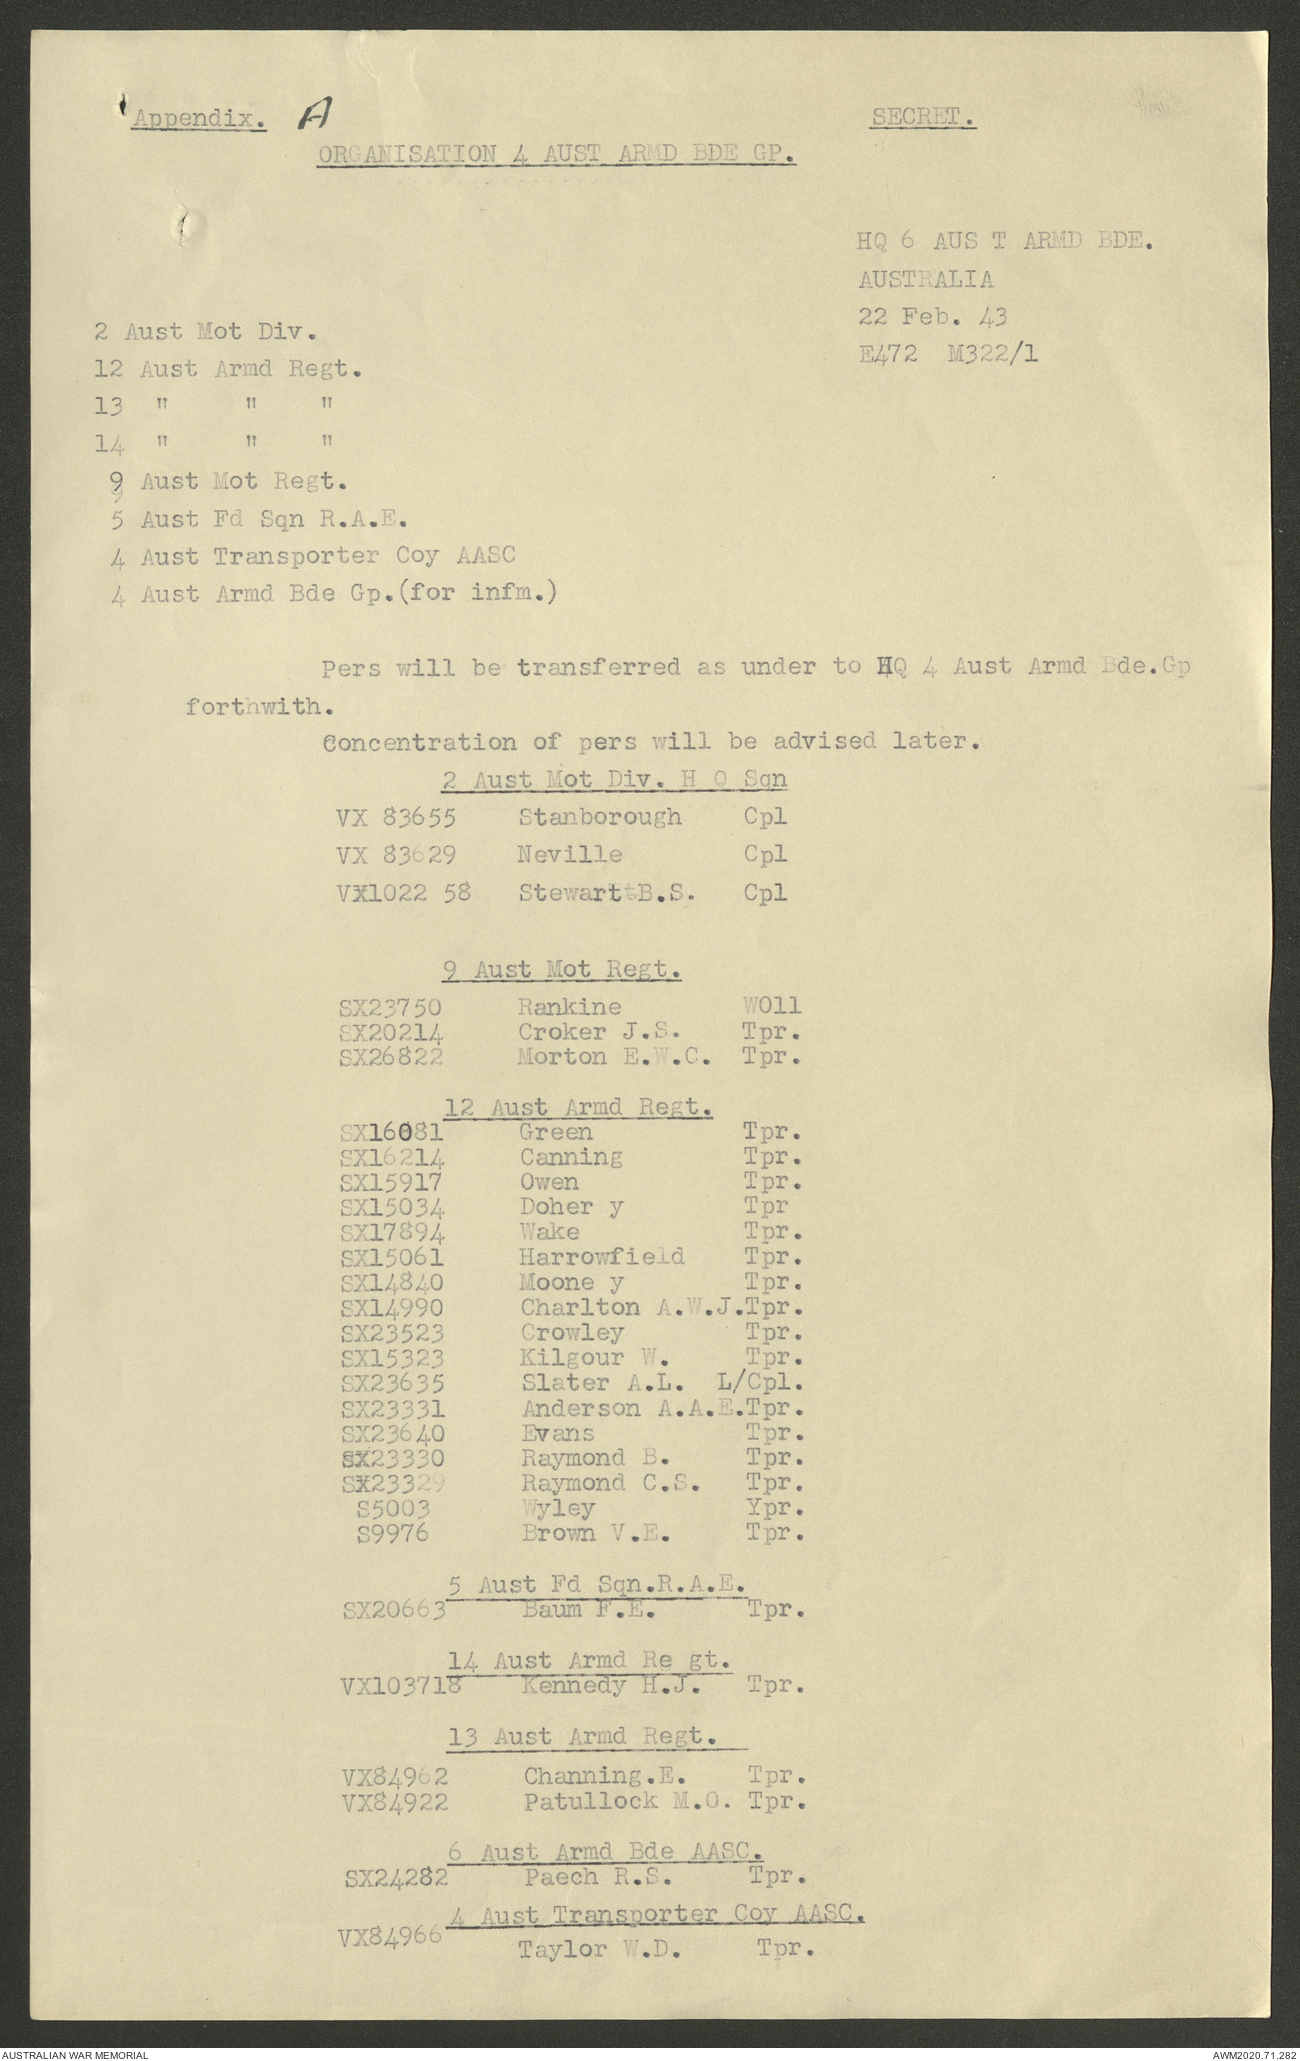 Appendix. A
SECRET.
ORGANISATION 4 AUST ARMD BDE GP.
HQ 6 AUS T ARMD BDE.
AUSTRALIA
22 Feb. 43
E472 M322/1
2 Aust Mot Div.
12 Aust Armd Regt.
13 " " "
14 " " "
9 Aust Mot Regt.
5 Aust Fd Sqn R.A.E.
4 Aust Transporter Coy AASC
4 Aust Armd Bde Gp.(for infm.)
Pers will be transferred as under to HQ 4 Aust Armd Bde.Gp
forthwith.
Concentration of pers will be advised later.
2 Aust Mot Div. H Q Sqn
VX 83655 Stanborough Cpl
VX 83629 Neville Cpl
VX1022 58 Stewart B.S. Cpl
9 Aust Mot Regt.
SX23750 Rankine WO11
SX20214 Croker J.S. Tpr.
SX26822 Morton E.W.C. Tpr.
12 Aust Armd Regt.
SX16081 Green Tpr.
SX16214 Canning Tpr.
SX15917 Owen Tpr.
SX15034 Doher y Tpr
SX17894 Wake Tpr.
SX15061 Harrowfield Tpr.
SX14840 Moone y Tpr.
SX14990 Charlton A.W.J.Tpr.
SX23523 Crowley Tpr.
SX15323 Kilgour W. Tpr.
SX23635 Slater A.L. L/Cpl.
SX23331 Anderson A.A.E.Tpr.
SX23640 Evans Tpr.
SX23330 Raymond B. Tpr.
SX23329 Raymond C.S. Tpr.
S5003 Wyley Ypr.
S9976 Brown V.E. Tpr.
5 Aust Fd Sqn.R.A.E.
SX20663 Baum F.E. Tpr.
14 Aust Armd Re gt.
VX103718 Kennedy H.J. Tpr.
13 Aust Armd Regt.
VX84962 Channing.E. Tpr.
VX84922 Patullock M.O. Tpr.
6 Aust Armd Bde AASC.
SX24282 Paech R.S. Tpr.
4 Aust Transporter Coy AASC.
VX84966 Taylor W.D. Tpr.
AUSTRALIAN WAR MEMORIAL
AWM2020.71.282